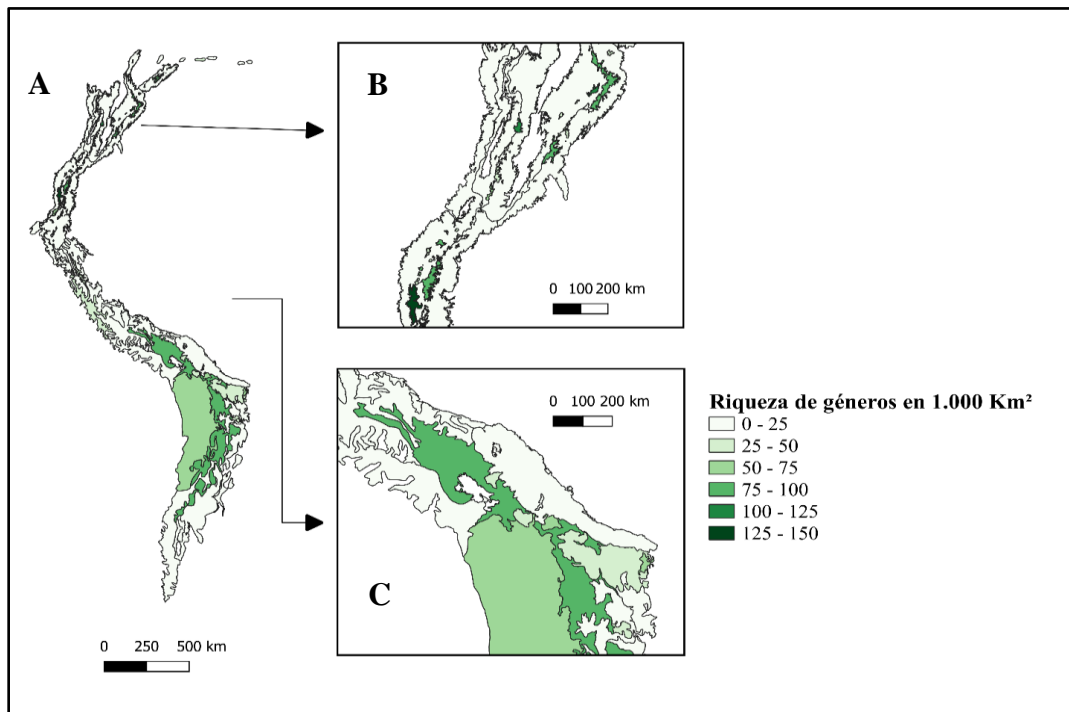 A
B
0 100 200 km
0 100 200 km
C
Riqueza de géneros en 1.000 Km²
0 - 25
25 - 50
50 - 75
75 - 100
100 - 125
125 - 150
0 250 500 km